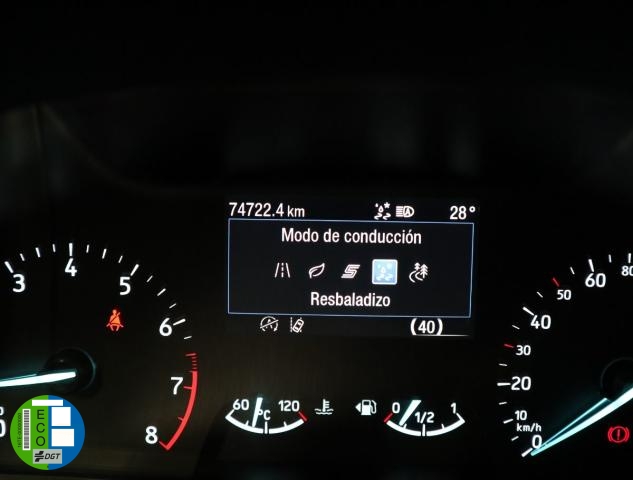 74722.4 km 28°
Modo de conducción
Resbaladizo
(40)
3 4 5 6 7 8
60 °C 120
0 1/2 1
0 10 20 30 40 50 60 80
km/h
ECO
DGT